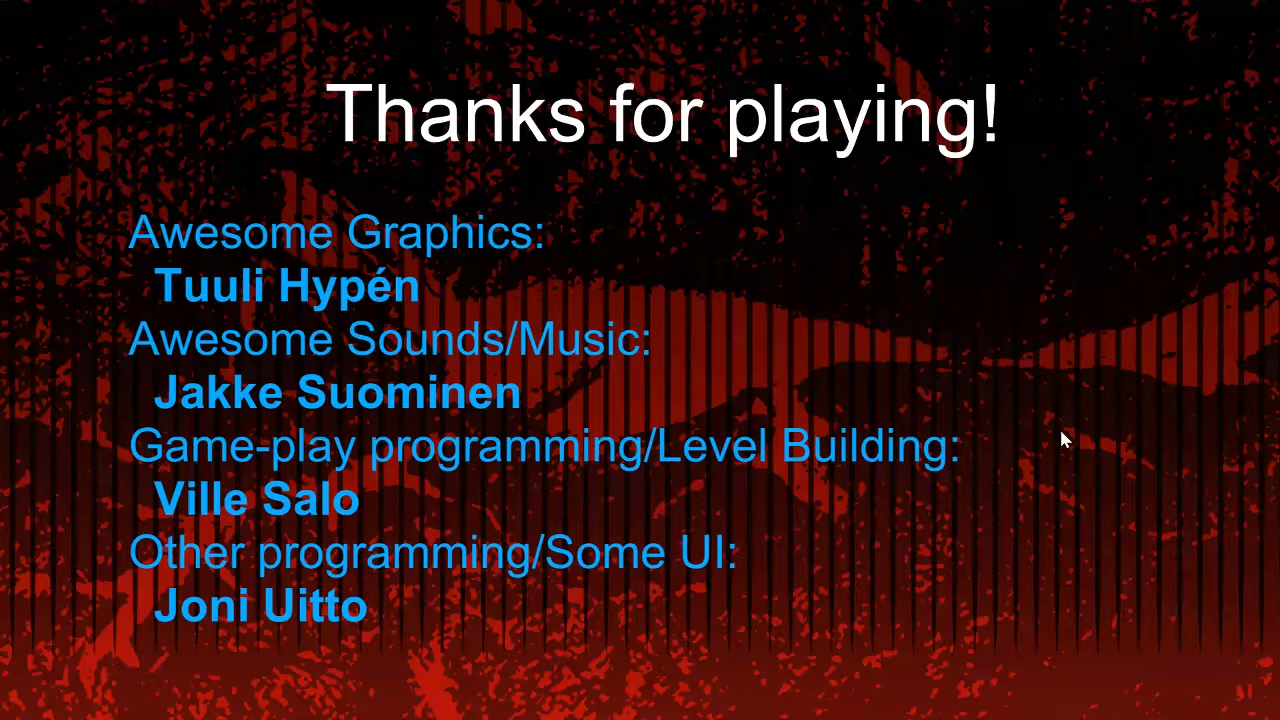 Thanks for playing!
Awesome Graphics:
Tuuli Hypén
Awesome Sounds/Music:
Jakke Suominen
Game-play programming/Level Building:
Ville Salo
Other programming/Some UI:
Joni Uitto